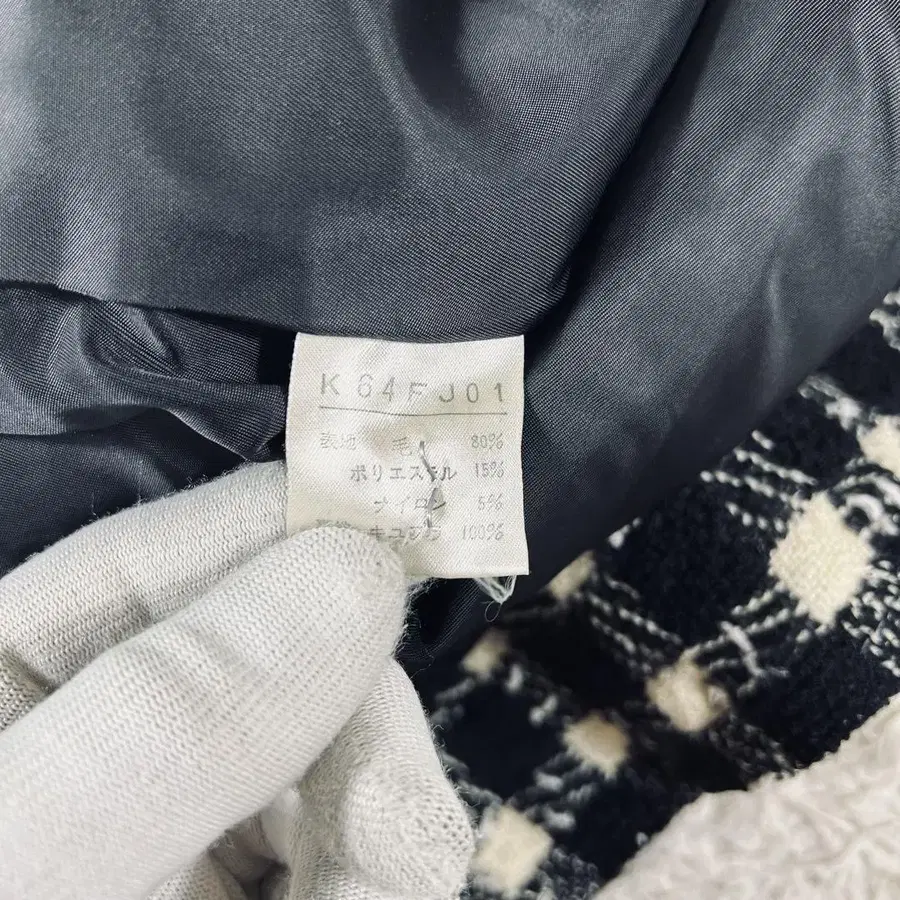 K64FJ01
表地 毛 80%
ポリエステル 15%
ナイロン 5%
キユプラ 100%